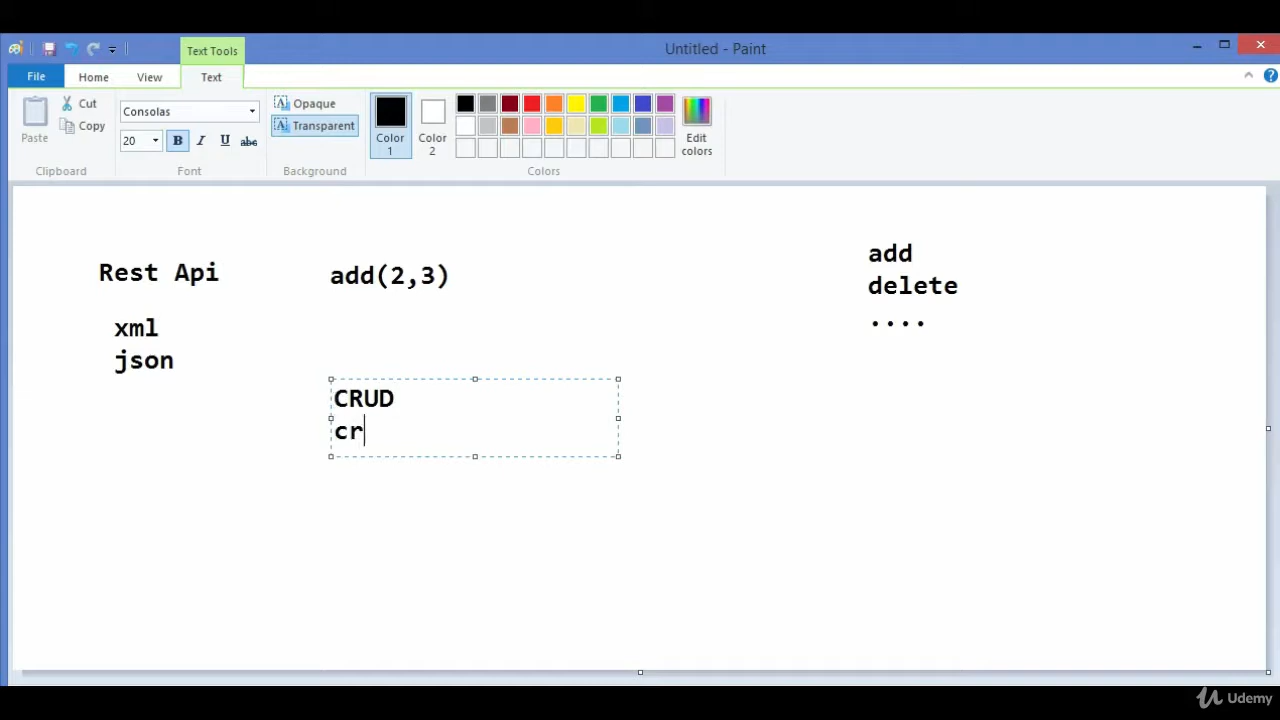 Text Tools
Untitled - Paint
File
Home
View
Text
Paste
Cut
Copy
Clipboard
Consolas
20
B
I
U
abc
Font
Opaque
Transparent
Background
Color
1
Color
2
Edit
colors
Colors
Rest Api
xml
json
add(2,3)
CRUD
cr
add
delete
....
Udemy